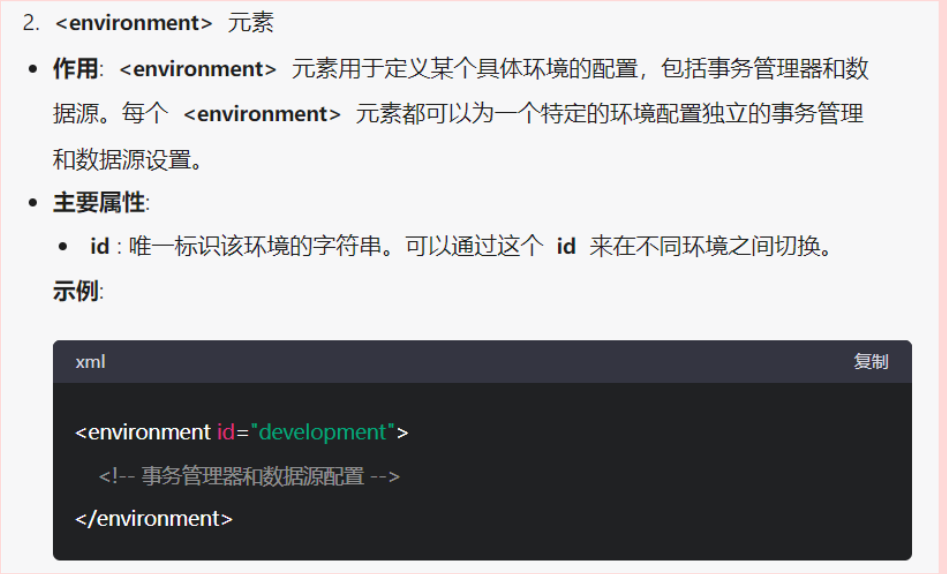 2. <environment> 元素
• 作用: <environment> 元素用于定义某个具体环境的配置，包括事务管理器和数
据源。每个 <environment> 元素都可以为一个特定的环境配置独立的事务管理
和数据源设置。
• 主要属性:
• id : 唯一标识该环境的字符串。可以通过这个 id 来在不同环境之间切换。
示例:
xml 复制
<environment id="development">
<!-- 事务管理器和数据源配置 -->
</environment>